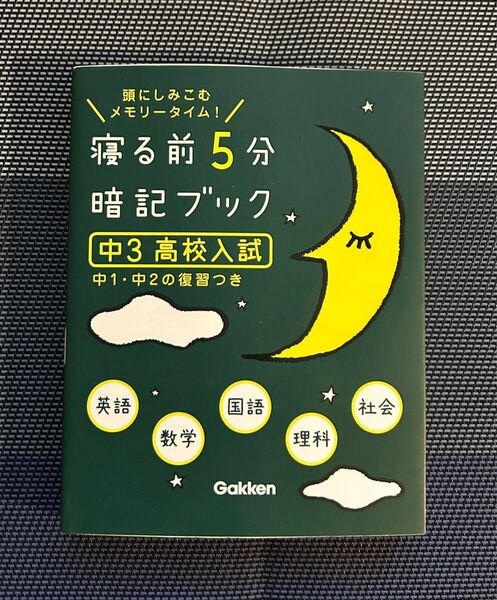 頭にしみこむ
メモリータイム！
寝る前5分
暗記ブック
中3 高校入試
中1・中2の復習つき
英語
数学
国語
理科
社会
Gakken